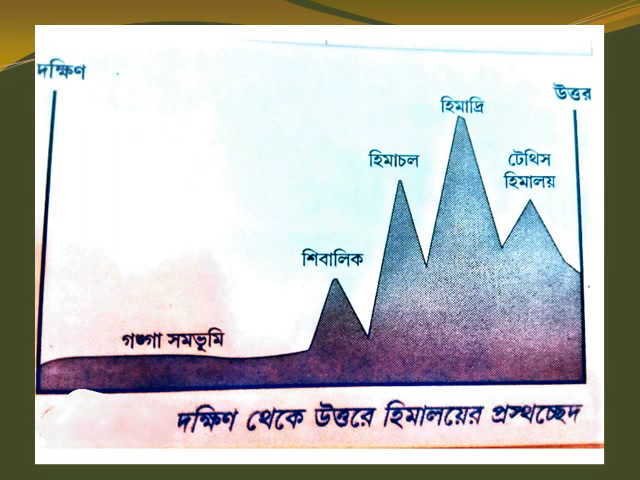 দক্ষিণ
উত্তর
হিমাদ্রি
হিমাচল
টেথিস
হিমালয়
শিবালিক
গঙ্গা সমভূমি
দক্ষিণ থেকে উত্তরে হিমালয়ের প্রস্থচ্ছেদ